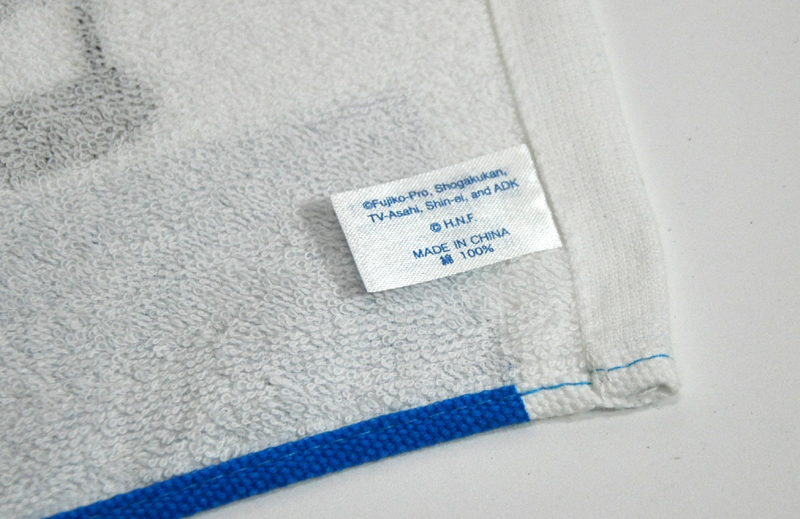 ©Fujiko-Pro, Shogakukan,
TV-Asahi, Shin-ei, and ADK
© H.N.F.
MADE IN CHINA
綿 100%